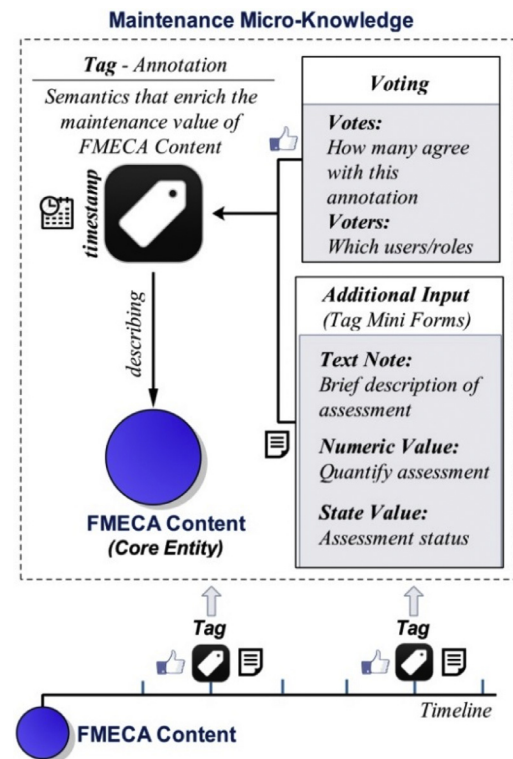 Maintenance Micro-Knowledge
Tag - Annotation
Semantics that enrich the
maintenance value of
FMECA Content
timestamp
describing
FMECA Content
(Core Entity)
Voting
Votes:
How many agree
with this
annotation
Voters:
Which users/roles
Additional Input
(Tag Mini Forms)
Text Note:
Brief description of
assessment
Numeric Value:
Quantify assessment
State Value:
Assessment status
Tag
Tag
Timeline
FMECA Content